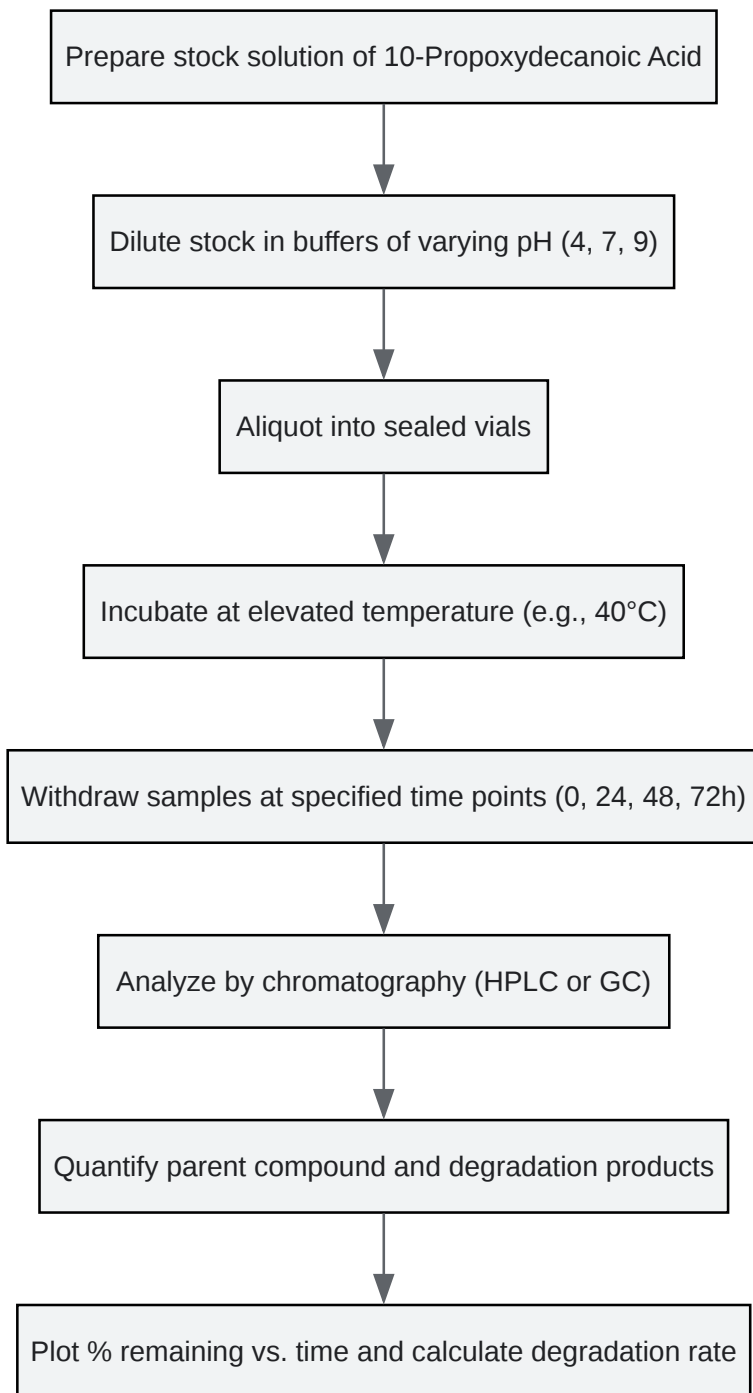 Prepare stock solution of 10-Propoxydecanoic Acid
Dilute stock in buffers of varying pH (4, 7, 9)
Aliquot into sealed vials
Incubate at elevated temperature (e.g., 40°C)
Withdraw samples at specified time points (0, 24, 48, 72h)
Analyze by chromatography (HPLC or GC)
Quantify parent compound and degradation products
Plot % remaining vs. time and calculate degradation rate